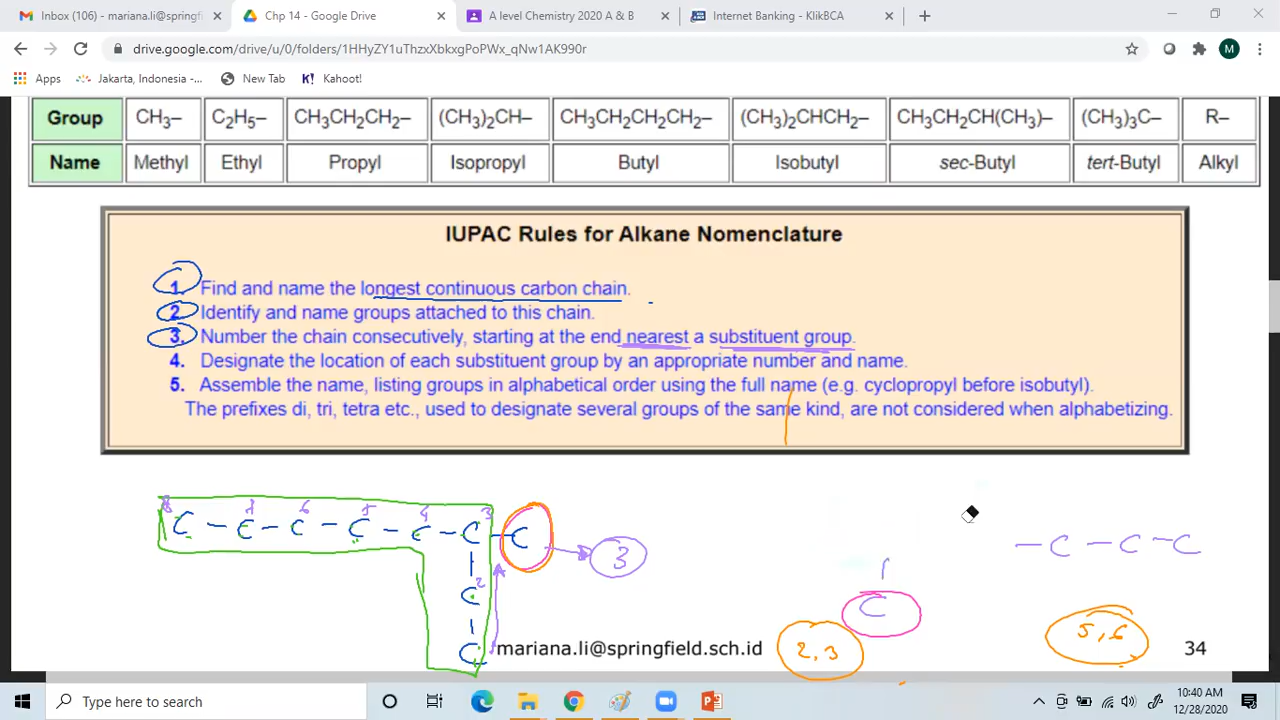 Inbox (106) - mariana.li@springf
Chp 14 - Google Drive
A level Chemistry 2020 A & B
Internet Banking - KlikBCA
drive.google.com/drive/u/0/folders/1HHyZY1uThzxXbkxgPoPWx_qNw1AK990r
M
Apps
Jakarta, Indonesia -...
New Tab
Kahoot!
Group CH3– C2H5– CH3CH2CH2– (CH3)2CH– CH3CH2CH2CH2– (CH3)2CHCH2– CH3CH2CH(CH3)– (CH3)3C– R–
Name Methyl Ethyl Propyl Isopropyl Butyl Isobutyl sec-Butyl tert-Butyl Alkyl
IUPAC Rules for Alkane Nomenclature
1. Find and name the longest continuous carbon chain.
2. Identify and name groups attached to this chain.
3. Number the chain consecutively, starting at the end nearest a substituent group.
4. Designate the location of each substituent group by an appropriate number and name.
5. Assemble the name, listing groups in alphabetical order using the full name (e.g. cyclopropyl before isobutyl).
The prefixes di, tri, tetra etc., used to designate several groups of the same kind, are not considered when alphabetizing.
8 7 6 5 4 3
C – C – C – C – C – C – C
3
– C – C – C
2
C
C
C
2,3
5,6
mariana.li@springfield.sch.id
34
Type here to search
10:40 AM
12/28/2020